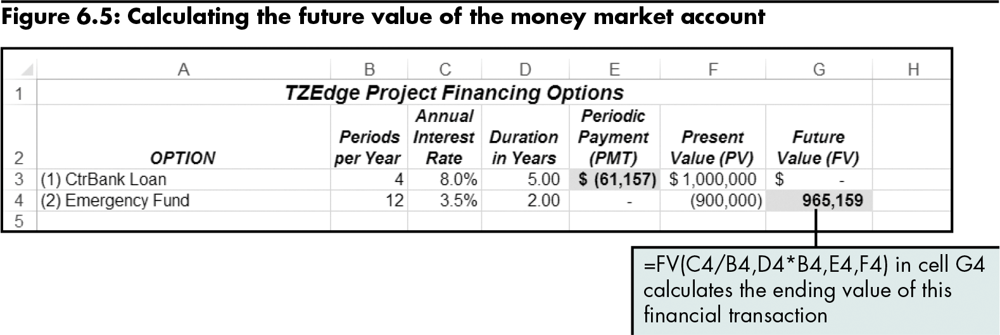 Figure 6.5: Calculating the future value of the money market account
A B C D E F G H
1 TZEdge Project Financing Options
Annual Periodic
Periods Interest Duration Payment Present Future
2 OPTION per Year Rate in Years (PMT) Value (PV) Value (FV)
3 (1) CtrBank Loan 4 8.0% 5.00 $ (61,157) $ 1,000,000 $ -
4 (2) Emergency Fund 12 3.5% 2.00 - (900,000) 965,159
5
=FV(C4/B4,D4*B4,E4,F4) in cell G4
calculates the ending value of this
financial transaction